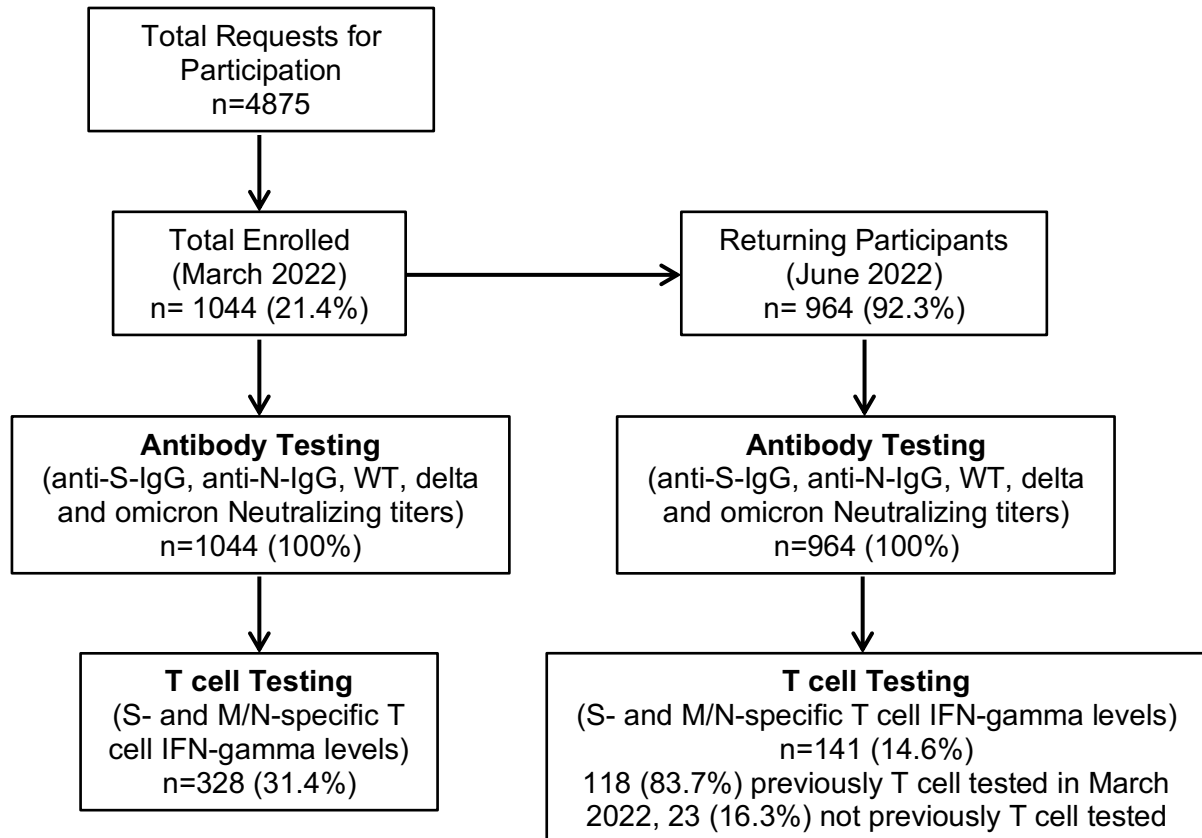 Total Requests for
Participation
n=4875
Total Enrolled
(March 2022)
n= 1044 (21.4%)
Returning Participants
(June 2022)
n= 964 (92.3%)
Antibody Testing
(anti-S-IgG, anti-N-IgG, WT, delta
and omicron Neutralizing titers)
n=1044 (100%)
Antibody Testing
(anti-S-IgG, anti-N-IgG, WT, delta
and omicron Neutralizing titers)
n=964 (100%)
T cell Testing
(S- and M/N-specific T
cell IFN-gamma levels)
n=328 (31.4%)
T cell Testing
(S- and M/N-specific T cell IFN-gamma levels)
n=141 (14.6%)
118 (83.7%) previously T cell tested in March
2022, 23 (16.3%) not previously T cell tested